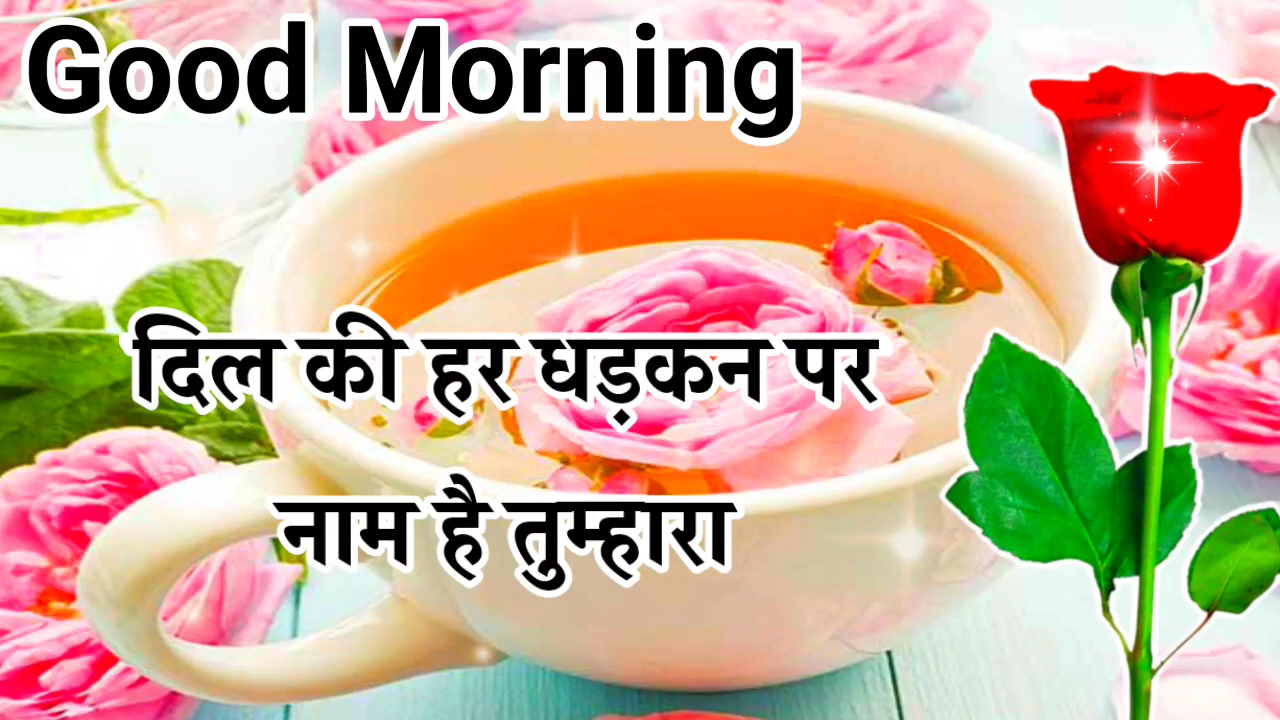 Good Morning
दिल की हर धड़कन पर
नाम है तुम्हारा